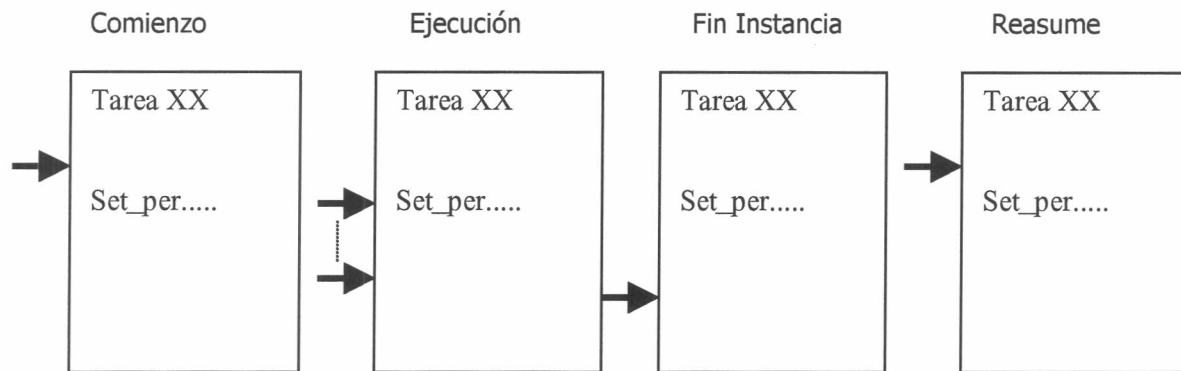 Comienzo
Ejecución
Fin Instancia
Reasume
Tarea XX
Set_per.....
Tarea XX
Set_per.....
Tarea XX
Set_per.....
Tarea XX
Set_per.....